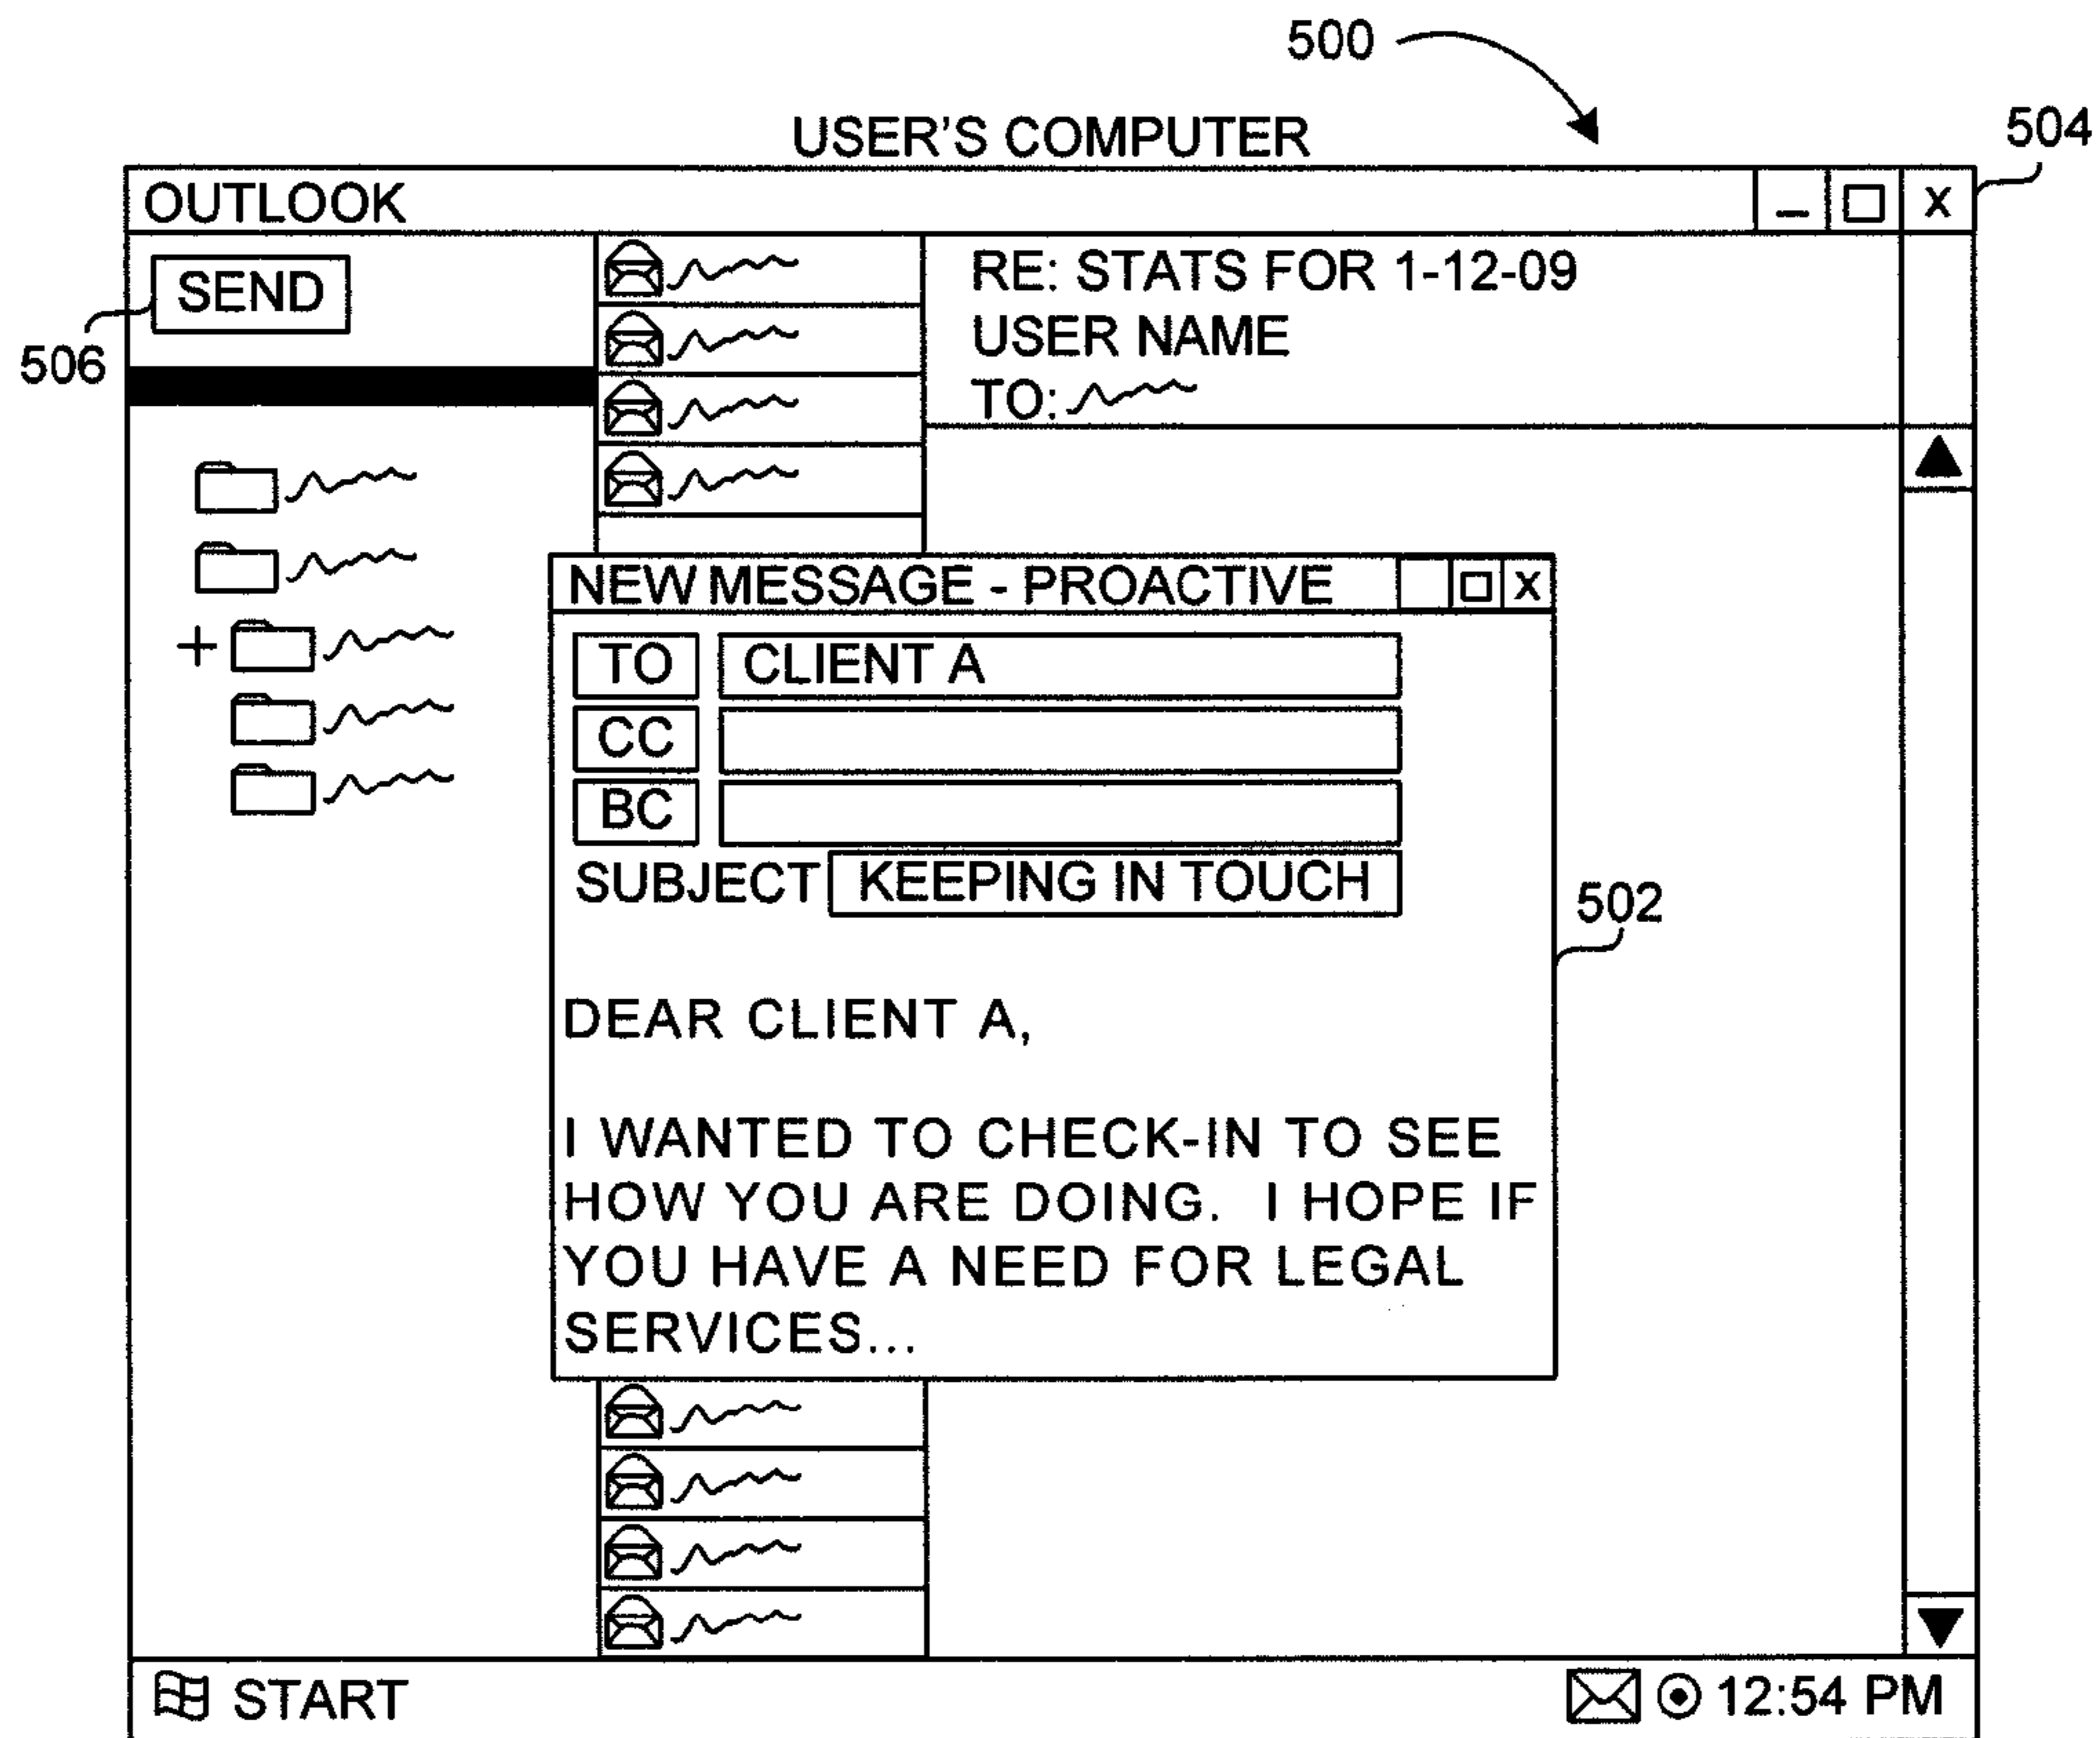 500
USER'S COMPUTER
504
OUTLOOK
X
SEND
506
RE: STATS FOR 1-12-09
USER NAME
TO:
NEW MESSAGE - PROACTIVE
X
TO CLIENT A
CC
BC
SUBJECT KEEPING IN TOUCH
502
DEAR CLIENT A,
I WANTED TO CHECK-IN TO SEE
HOW YOU ARE DOING. I HOPE IF
YOU HAVE A NEED FOR LEGAL
SERVICES...
START
12:54 PM